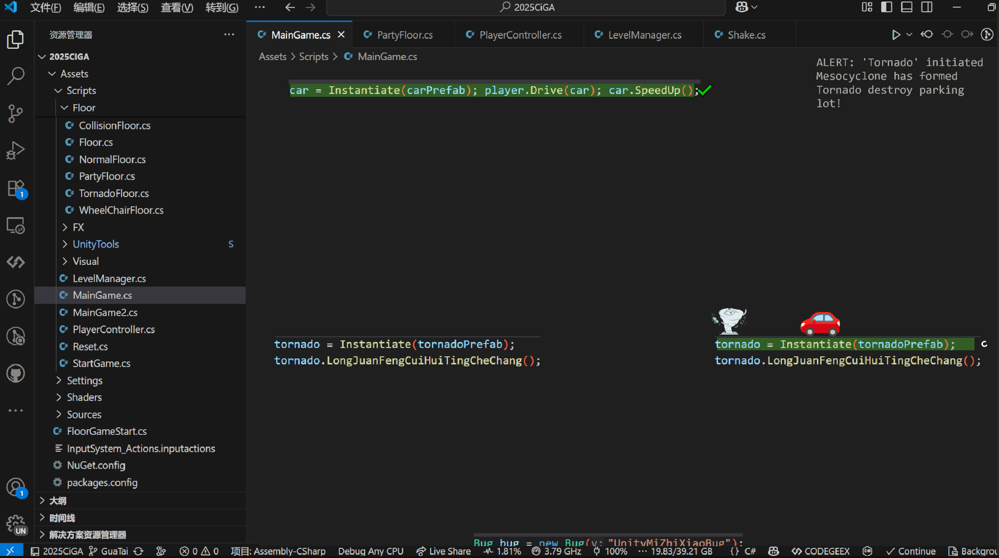 文件(F) 编辑(E) 选择(S) 查看(V) 转到(G) ··· 2025CiGA
资源管理器 ···
2025CIGA
Assets
Scripts
Floor
CollisionFloor.cs
Floor.cs
NormalFloor.cs
PartyFloor.cs
TornadoFloor.cs
WheelChairFloor.cs
FX
UnityTools S
Visual
LevelManager.cs
MainGame.cs
MainGame2.cs
PlayerController.cs
Reset.cs
StartGame.cs
Settings
Shaders
Sources
FloorGameStart.cs
InputSystem_Actions.inputactions
NuGet.config
packages.config
大纲
时间线
解决方案资源管理器
1
1
UN
MainGame.cs PartyFloor.cs PlayerController.cs LevelManager.cs Shake.cs
Assets > Scripts > MainGame.cs
car = Instantiate(carPrefab); player.Drive(car); car.SpeedUp();
ALERT: 'Tornado' initiated
Mesocyclone has formed
Tornado destroy parking
lot!
tornado = Instantiate(tornadoPrefab);
tornado.LongJuanFengCuiHuiTingCheChang();
tornado = Instantiate(tornadoPrefab); c
tornado.LongJuanFengCuiHuiTingCheChang();
Bug bug = new Bug(v: "UnityMiZhiXiaoBug");
2025CiGA GuaTai 0 0 项目: Assembly-CSharp Debug Any CPU Live Share 1.81% 3.79 GHz 100% ··· 19.83/39.21 GB {} C# CODEGEEX Continue Backgrou